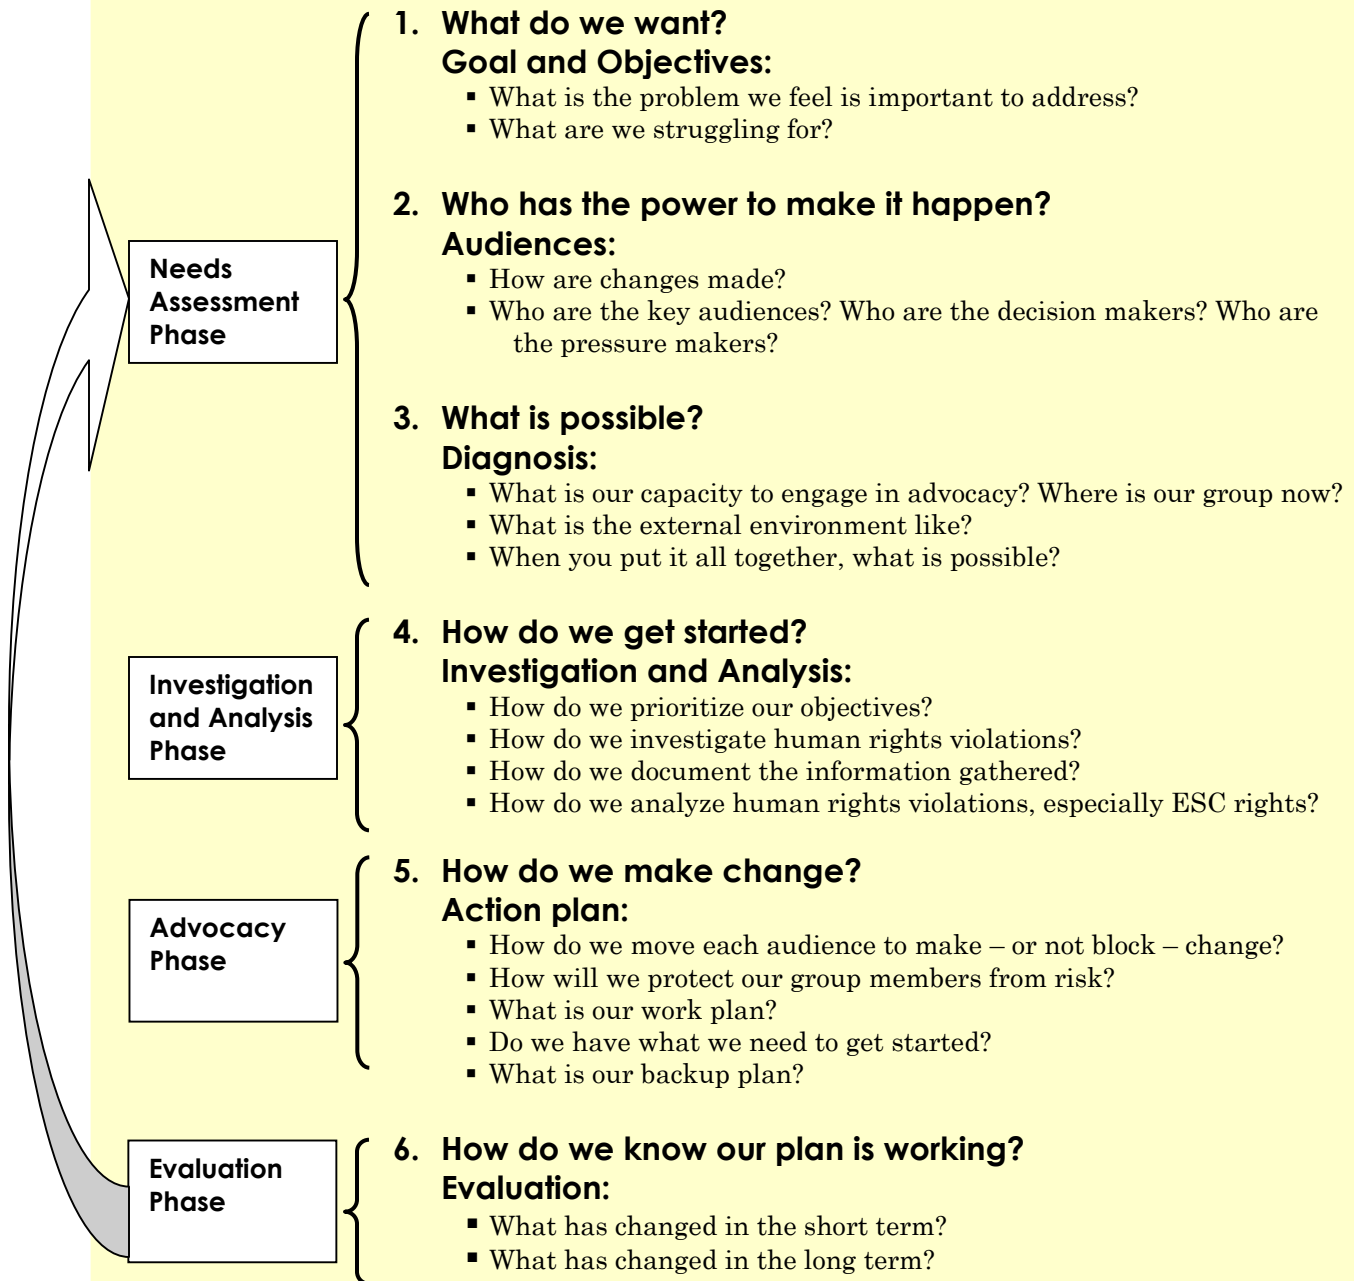 1. What do we want?
Goal and Objectives:
▪ What is the problem we feel is important to address?
▪ What are we struggling for?
2. Who has the power to make it happen?
Audiences:
▪ How are changes made?
▪ Who are the key audiences? Who are the decision makers? Who are
the pressure makers?
Needs
Assessment
Phase
3. What is possible?
Diagnosis:
▪ What is our capacity to engage in advocacy? Where is our group now?
▪ What is the external environment like?
▪ When you put it all together, what is possible?
4. How do we get started?
Investigation and Analysis:
▪ How do we prioritize our objectives?
▪ How do we investigate human rights violations?
▪ How do we document the information gathered?
▪ How do we analyze human rights violations, especially ESC rights?
Investigation
and Analysis
Phase
5. How do we make change?
Action plan:
▪ How do we move each audience to make – or not block – change?
▪ How will we protect our group members from risk?
▪ What is our work plan?
▪ Do we have what we need to get started?
▪ What is our backup plan?
Advocacy
Phase
6. How do we know our plan is working?
Evaluation:
▪ What has changed in the short term?
▪ What has changed in the long term?
Evaluation
Phase